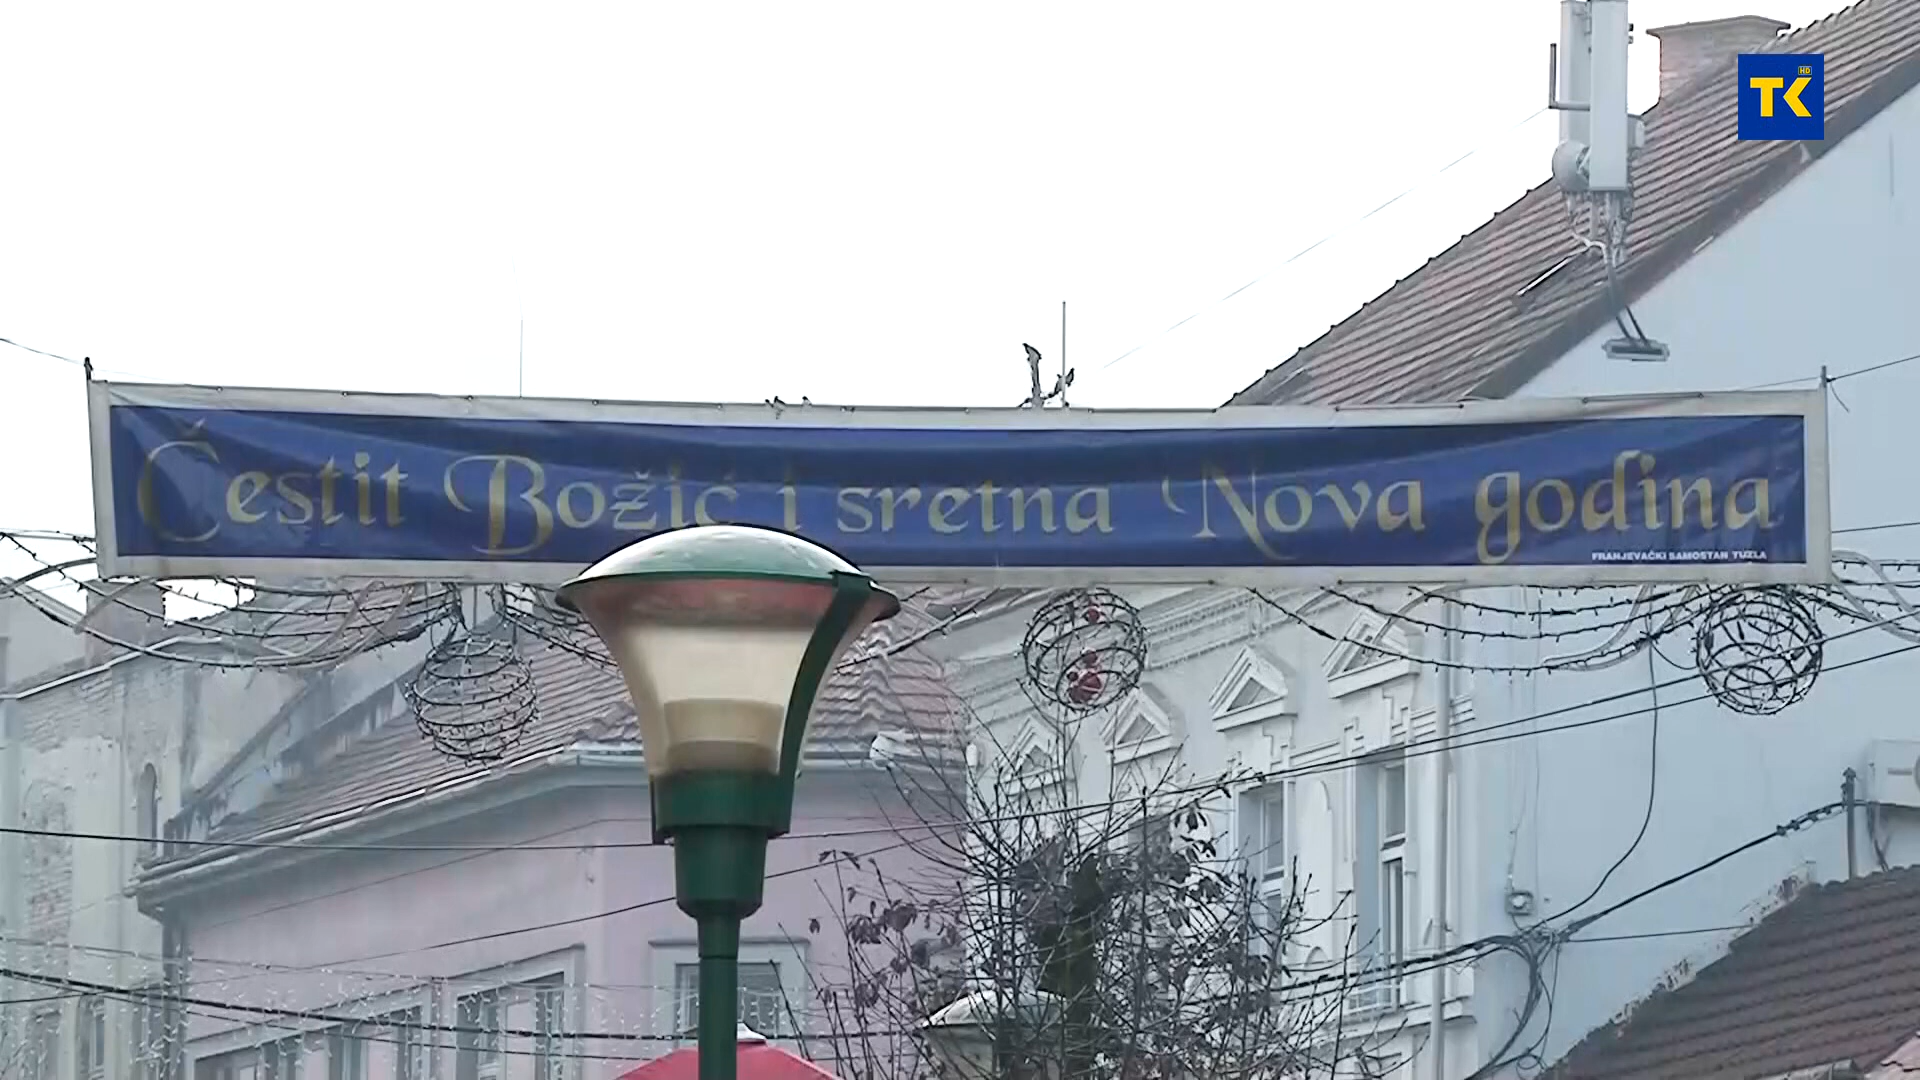 TK HD
Čestit Božić i sretna Nova godina
FRANJEVAČKI SAMOSTAN TUZLA